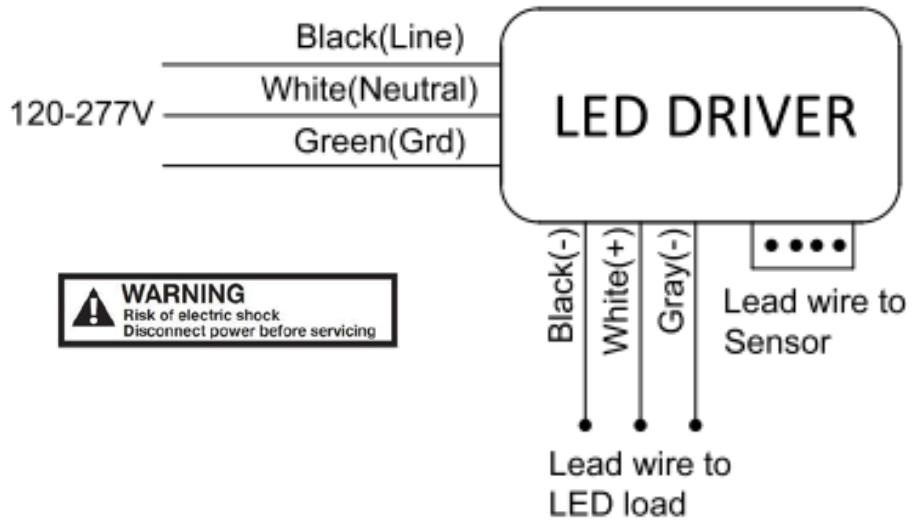 Black(Line)
White(Neutral)
120-277V
Green(Grd)
LED DRIVER
WARNING
Risk of electric shock
Disconnect power before servicing
Black(-)
White(+)
Gray(-)
Lead wire to
Sensor
Lead wire to
LED load